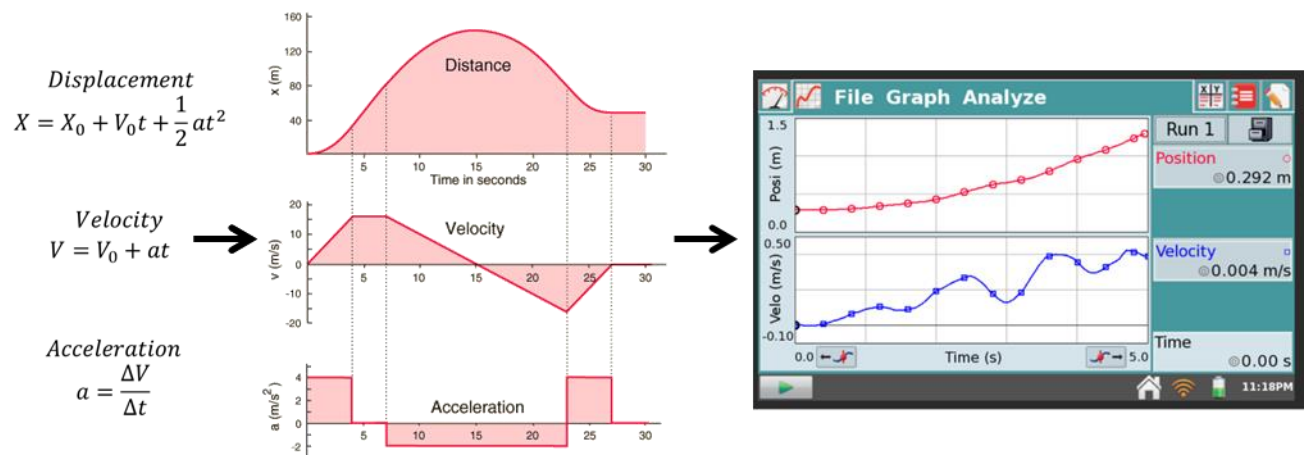 Displacement
X = X₀ + V₀t + 1/2 at²
Velocity
V = V₀ + at
Acceleration
a = ΔV/Δt
160
120
80
40
x (m)
Distance
5 10 15 20 25 30
Time in seconds
20
10
0
-10
-20
v (m/s)
Velocity
5 10 15 20 25 30
4
2
0
-2
a (m/s²)
Acceleration
5 10 15 20 25 30
File Graph Analyze
X Y
1.5
Posi (m)
0.0
Run 1
Position
0.292 m
0.50
Velo (m/s)
-0.10
Velocity
0.004 m/s
0.0 Time (s) 5.0
Time
0.00 s
11:18PM